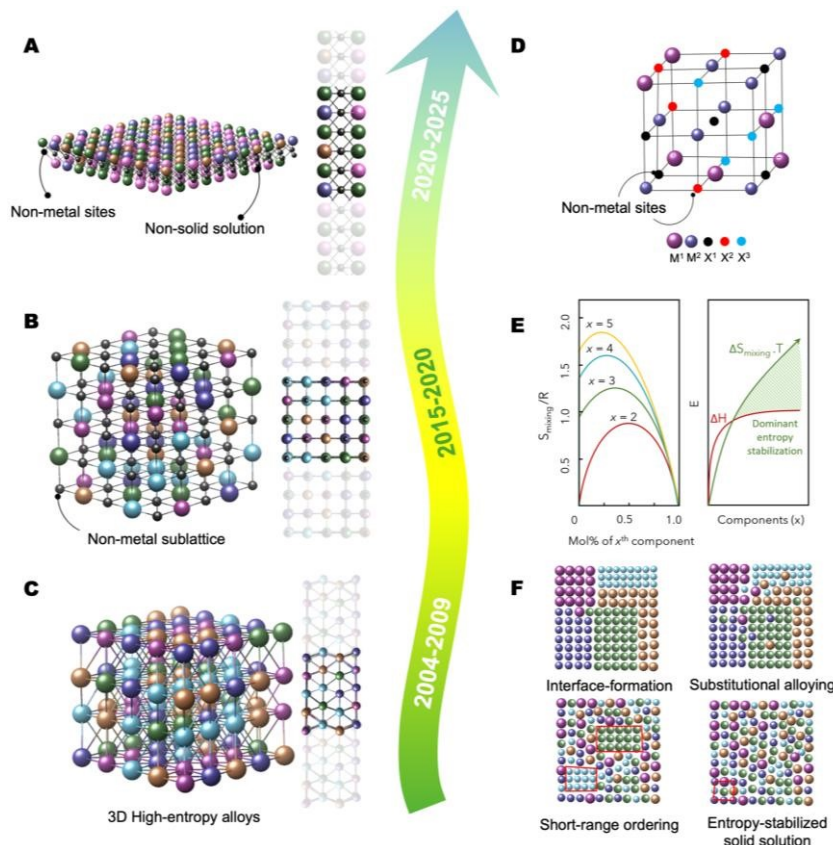 A
Non-metal sites
Non-solid solution
B
Non-metal sublattice
C
3D High-entropy alloys
2020-2025
2015-2020
2004-2009
D
Non-metal sites
M¹ M² X¹ X² X³
E
S_mixing/R
2.0
1.5
1.0
0.5
x = 5
x = 4
x = 3
x = 2
0 0.5 1.0
Mol% of xᵗʰ component
E
ΔS_mixing·T
ΔH
Dominant
entropy
stabilization
Components (x)
F
Interface-formation
Substitutional alloying
Short-range ordering
Entropy-stabilized
solid solution